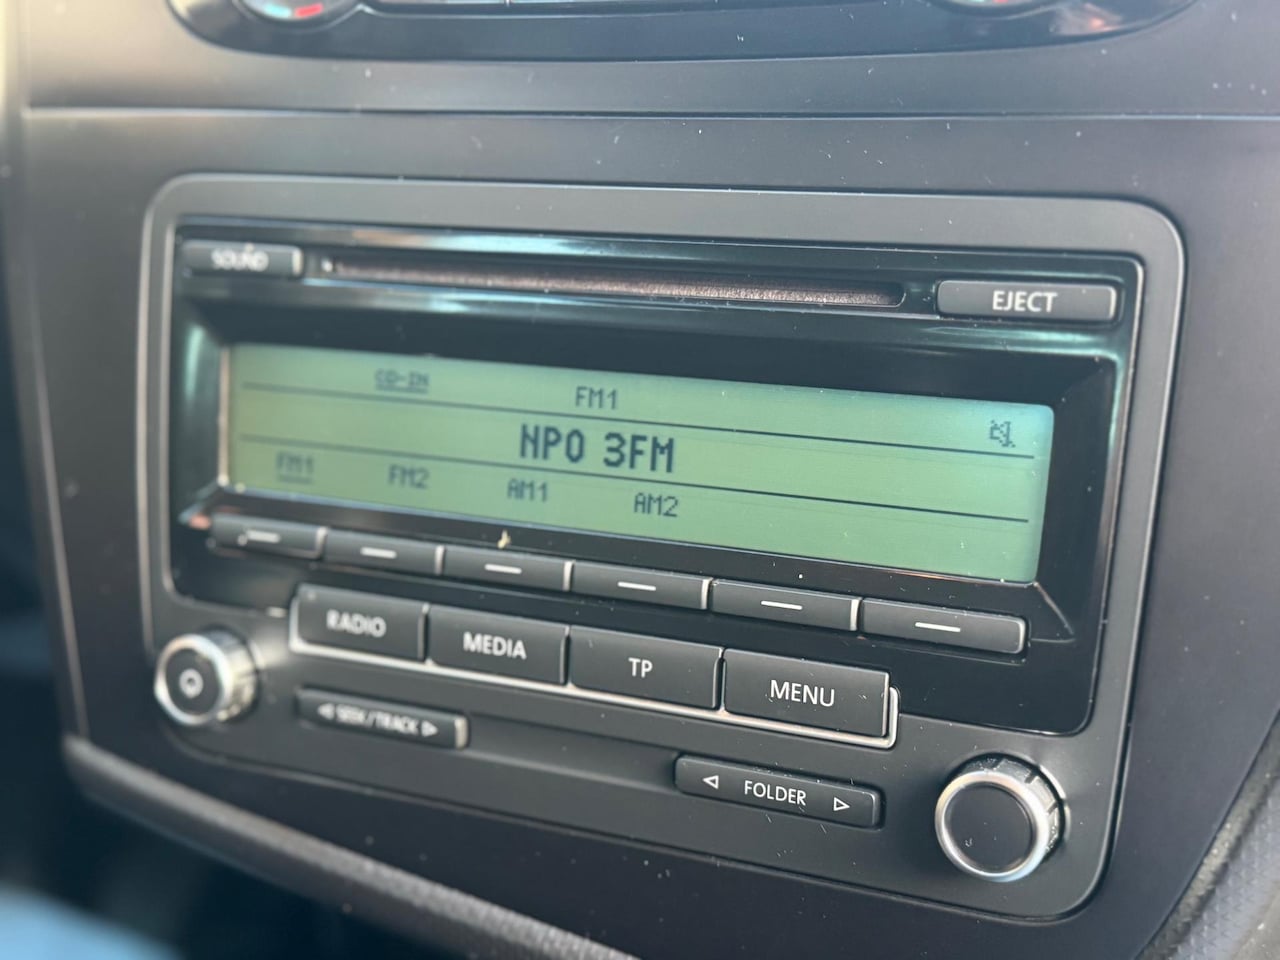 SOUND
EJECT
CD-IN
FM1
NPO 3FM
FM1 FM2 AM1 AM2
RADIO MEDIA TP MENU
SEEK/TRACK
FOLDER